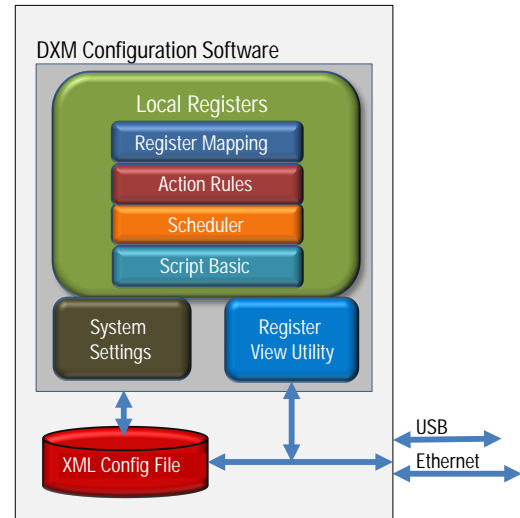 DXM Configuration Software
Local Registers
Register Mapping
Action Rules
Scheduler
Script Basic
System
Settings
Register
View Utility
XML Config File
USB
Ethernet